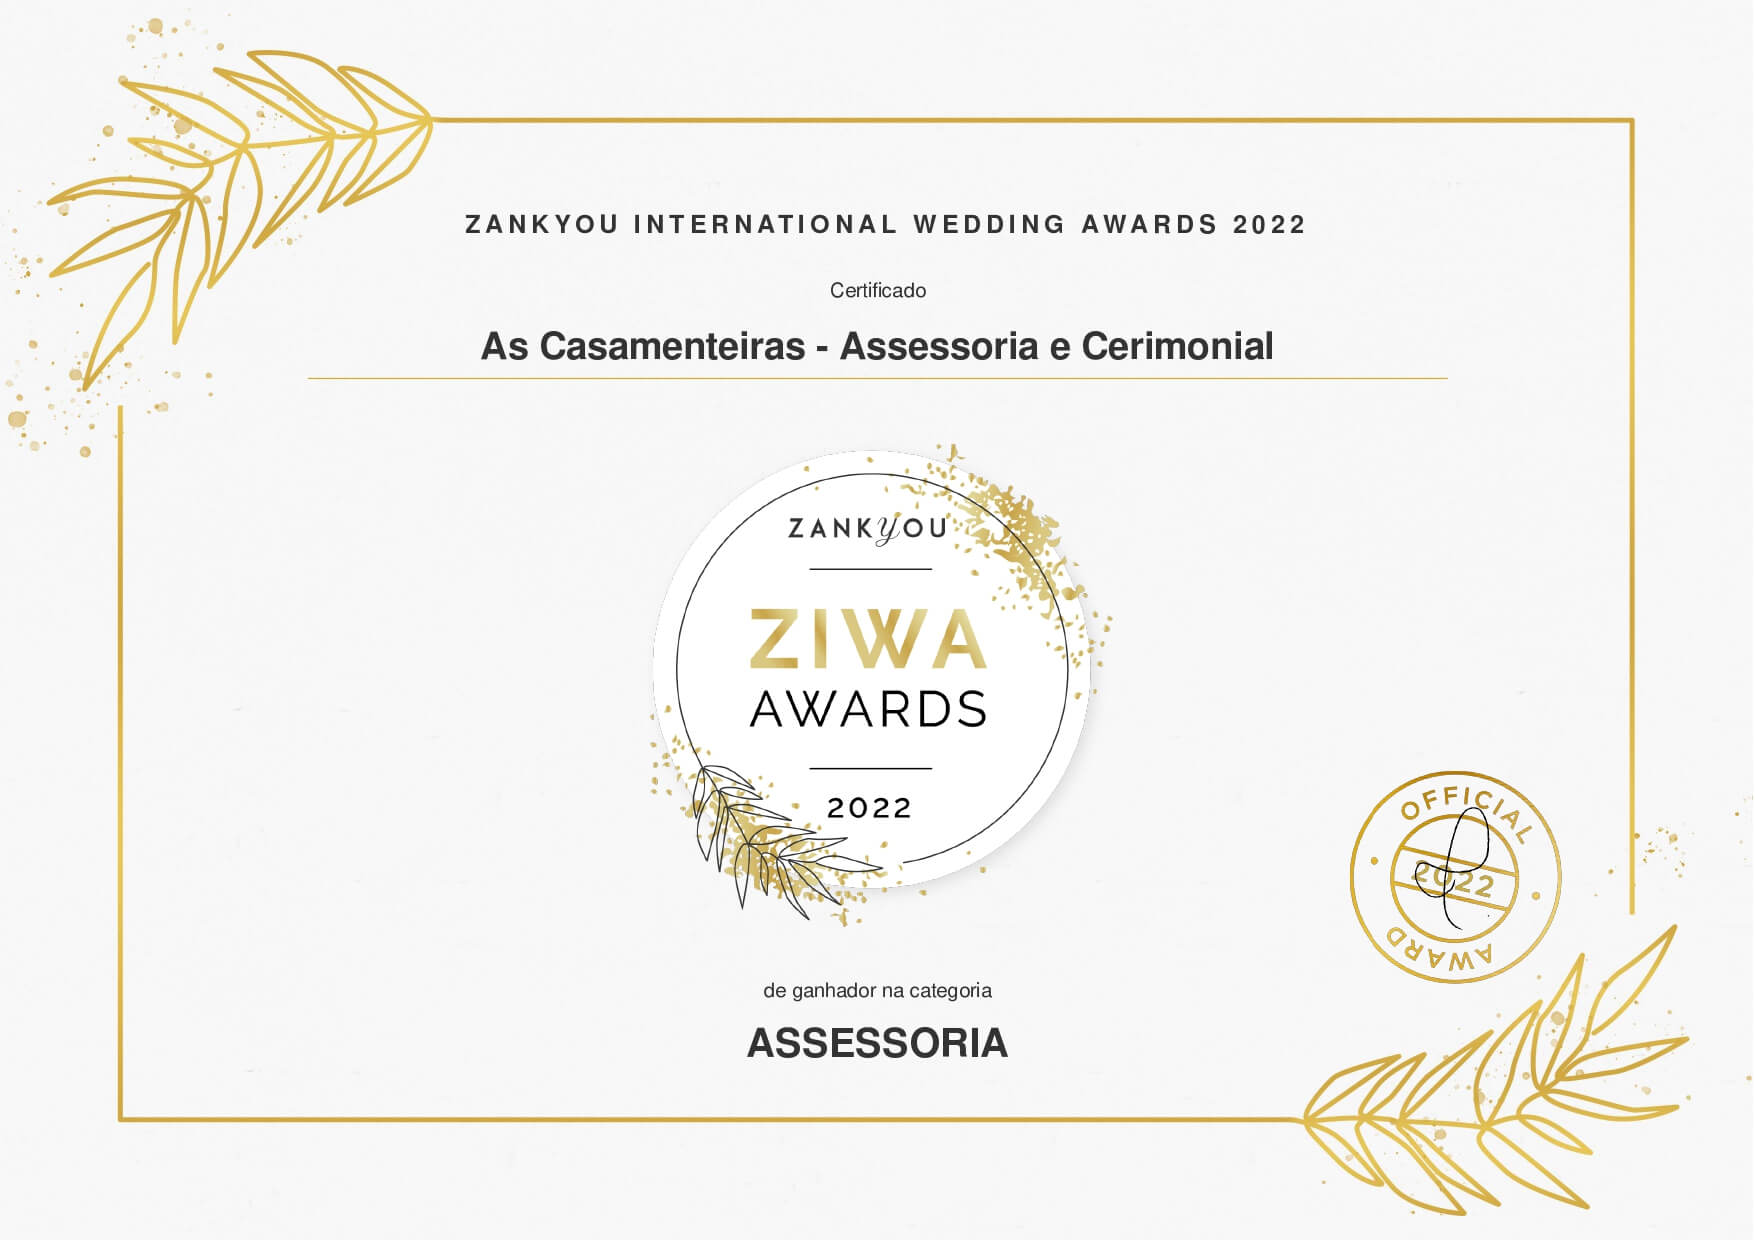 ZANKYOU INTERNATIONAL WEDDING AWARDS 2022
Certificado
As Casamenteiras - Assessoria e Cerimonial
ZANKYOU
ZIWA
AWARDS
2022
OFFICIAL
2022
AWARD
de ganhador na categoria
ASSESSORIA